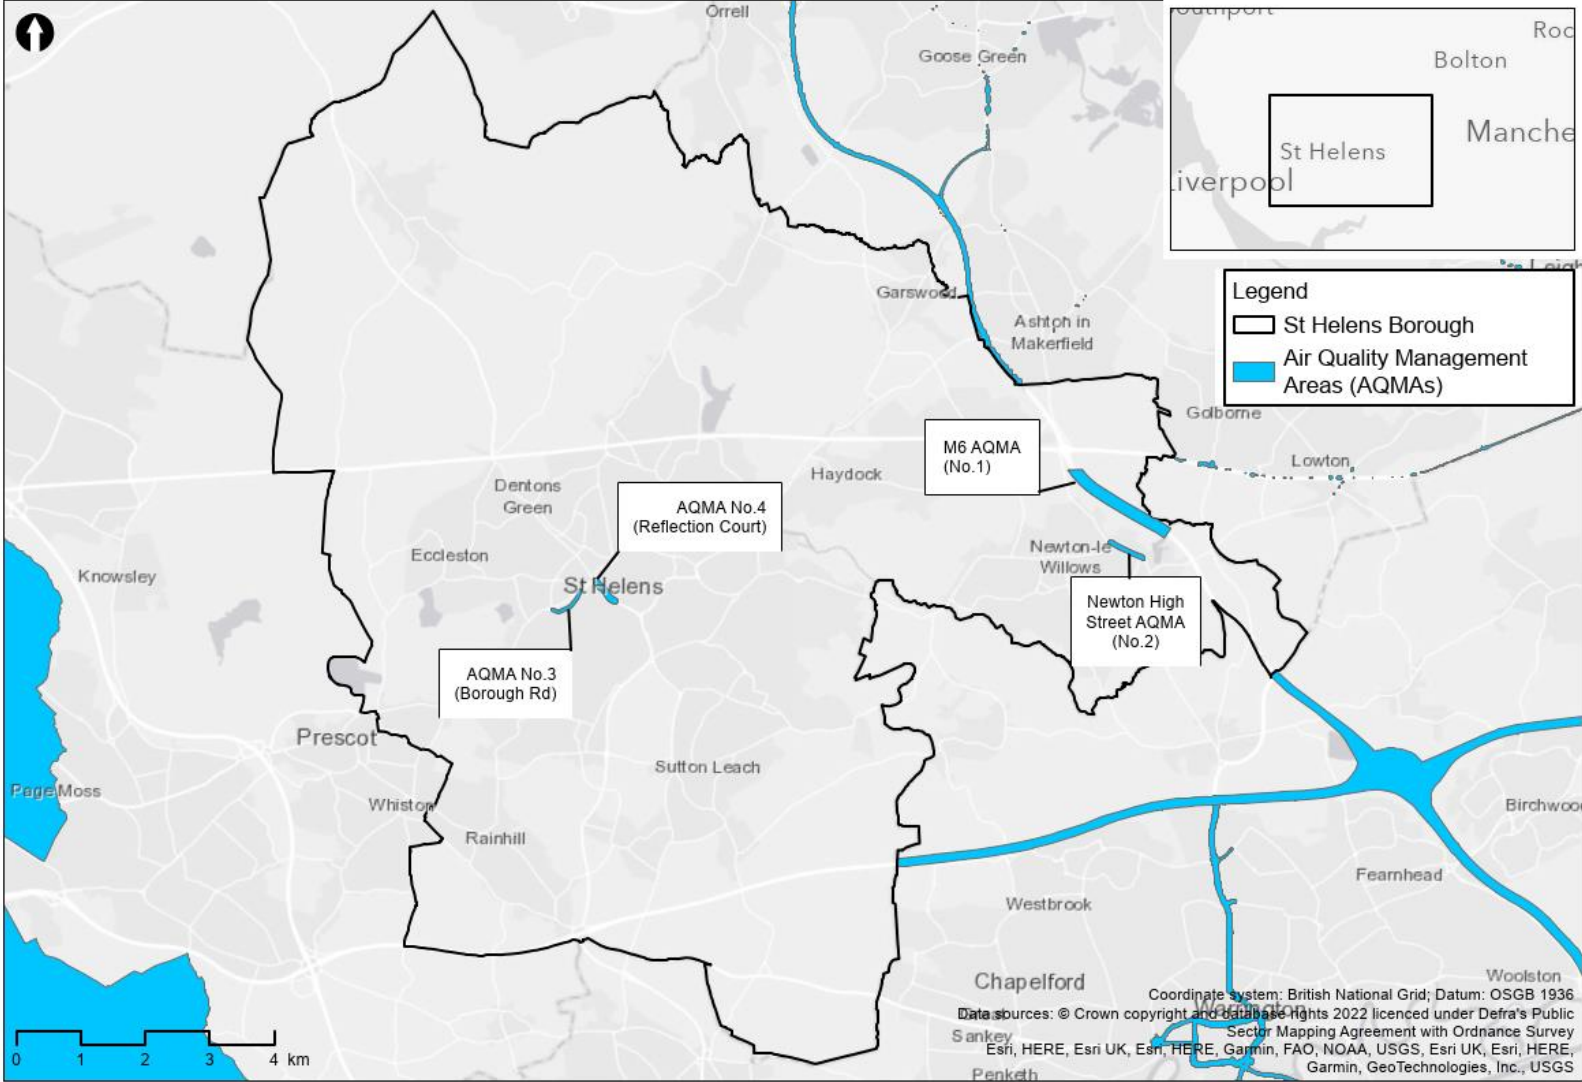 Orrell
Goose Green
Garswood
Ashton in
Makerfield
Golborne
Lowton
Haydock
Dentons
Green
Eccleston
Knowsley
St Helens
Newton-le
Willows
Prescot
Page Moss
Whiston
Rainhill
Sutton Leach
Birchwoo
Fearnhead
Westbrook
Woolston
Chapelford
Warrington
Sankey
Penketh
M6 AQMA
(No.1)
AQMA No.4
(Reflection Court)
Newton High
Street AQMA
(No.2)
AQMA No.3
(Borough Rd)
Roc
Bolton
Manche
St Helens
iverpool
Legend
St Helens Borough
Air Quality Management
Areas (AQMAs)
0 1 2 3 4 km
Coordinate system: British National Grid; Datum: OSGB 1936
Data sources: © Crown copyright and database rights 2022 licenced under Defra's Public
Sector Mapping Agreement with Ordnance Survey
Esri, HERE, Esri UK, Esri, HERE, Garmin, FAO, NOAA, USGS, Esri UK, Esri, HERE,
Garmin, GeoTechnologies, Inc., USGS